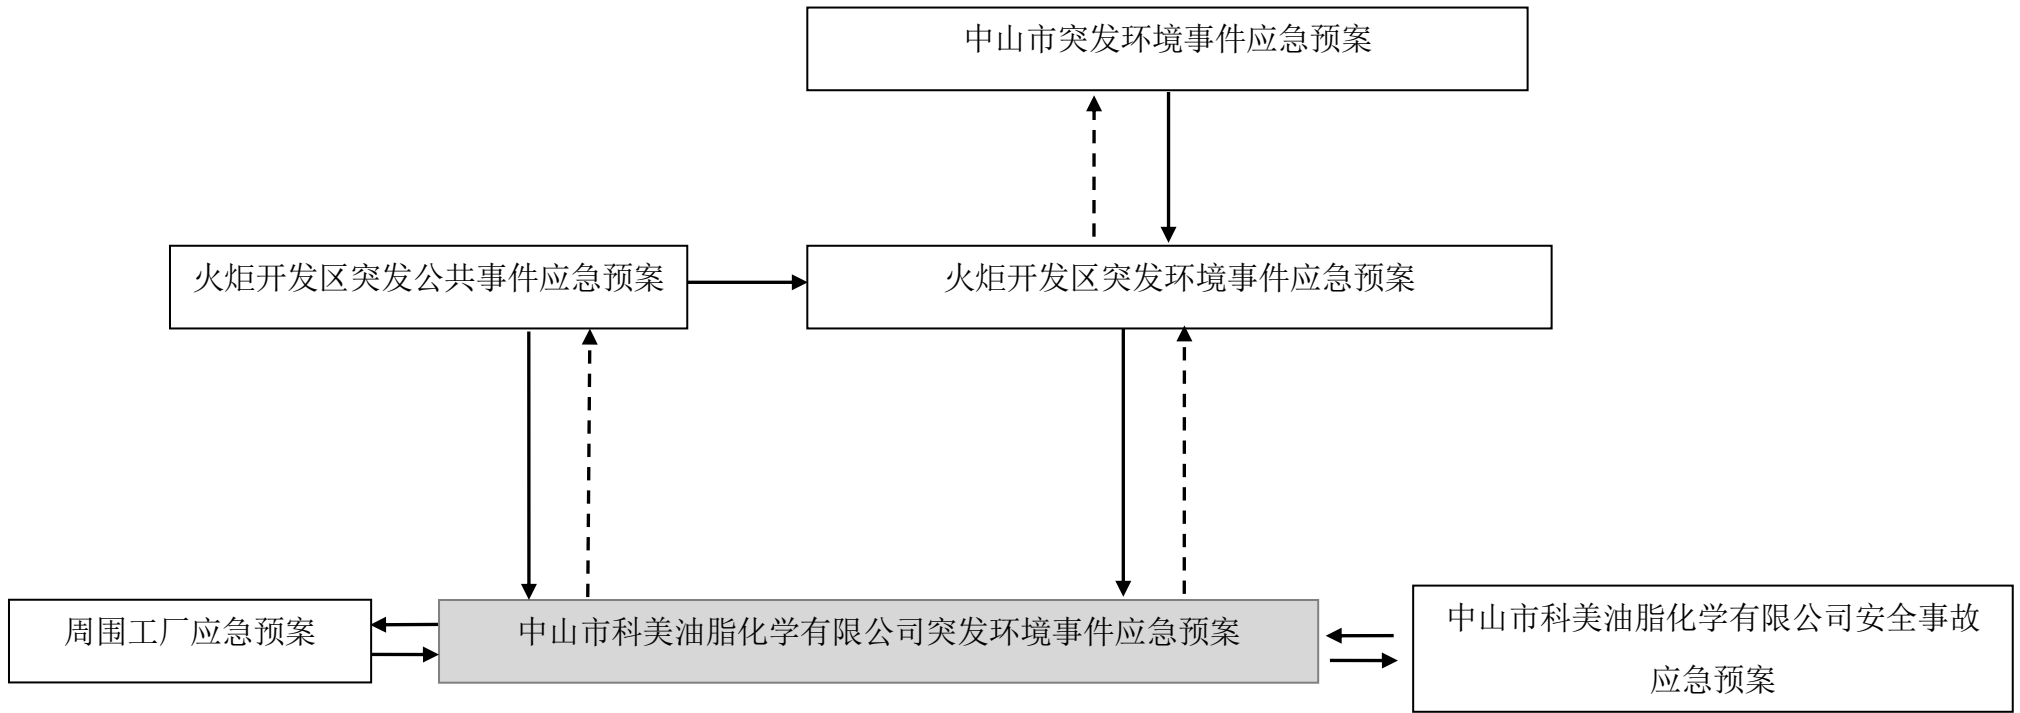 中山市突发环境事件应急预案
火炬开发区突发公共事件应急预案
火炬开发区突发环境事件应急预案
周围工厂应急预案
中山市科美油脂化学有限公司突发环境事件应急预案
中山市科美油脂化学有限公司安全事故
应急预案